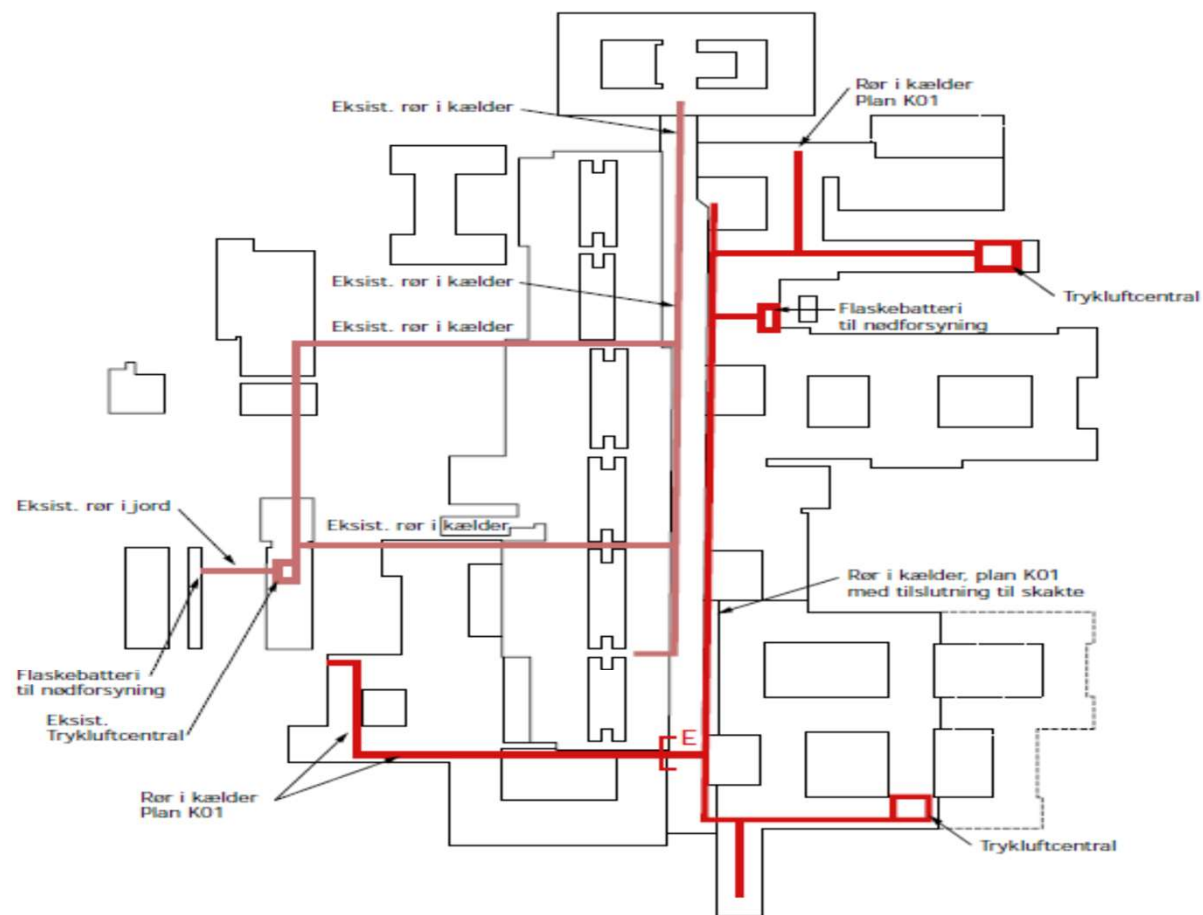 Rør i kælder
Plan K01
Eksist. rør i kælder
Eksist. rør i kælder
Trykluftcentral
Flaskebatteri
til nødforsyning
Eksist. rør i kælder
Eksist. rør i jord
Eksist. rør i kælder
Rør i kælder, plan K01
med tilslutning til skakte
Flaskebatteri
til nødforsyning
Eksist.
Trykluftcentral
E
Rør i kælder
Plan K01
Trykluftcentral